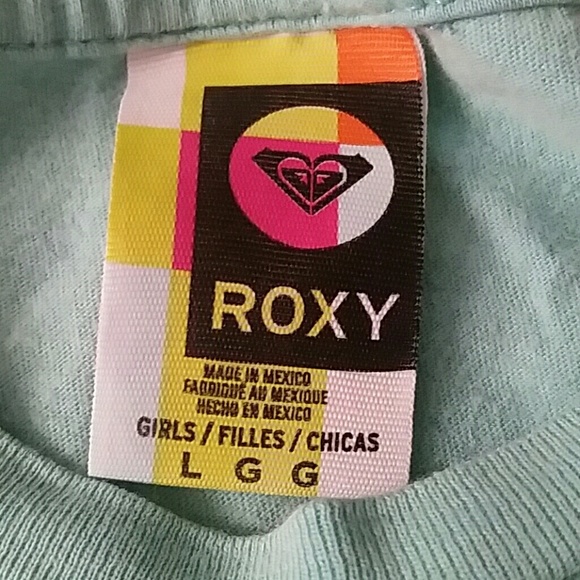 ROXY
MADE IN MEXICO
FABRIQUÉ AU MEXIQUE
HECHO EN MEXICO
GIRLS / FILLES / CHICAS
L G G